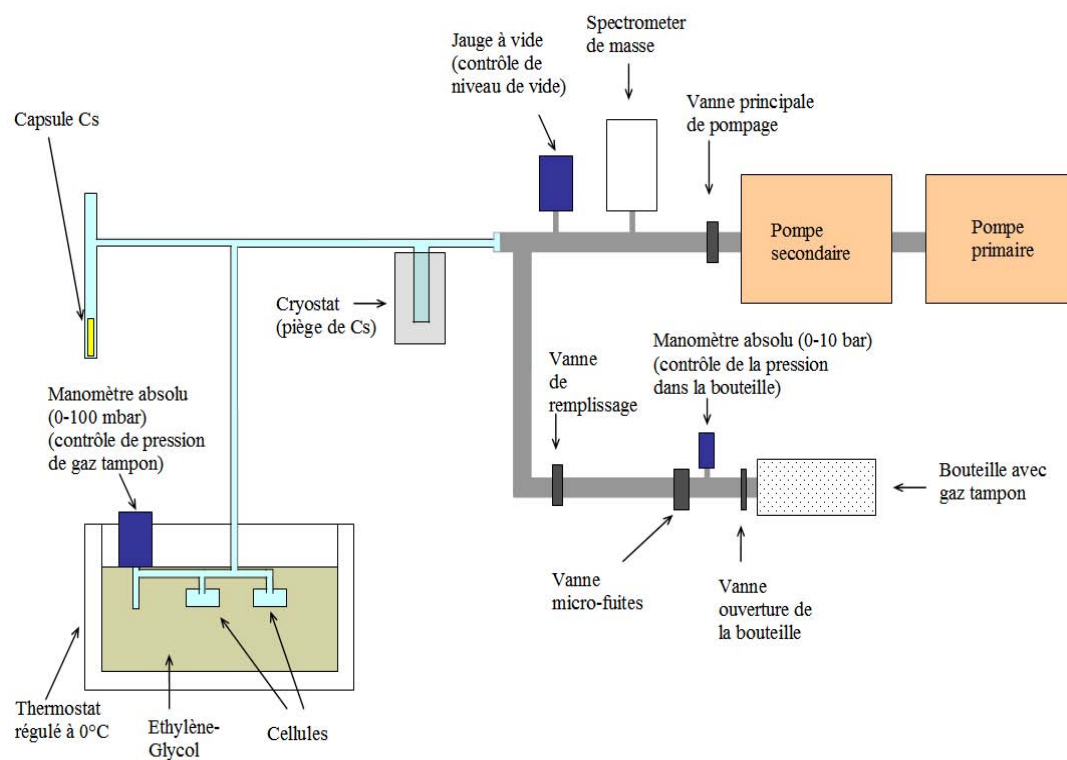 Spectrometer
de masse
Jauge à vide
(contrôle de
niveau de vide)
Vanne principale
de pompage
Capsule Cs
Pompe
secondaire
Pompe
primaire
Cryostat
(piège de Cs)
Manomètre absolu (0-10 bar)
(contrôle de la pression
dans la bouteille)
Vanne
de
remplissage
Manomètre absolu
(0-100 mbar)
(contrôle de pression
de gaz tampon)
Bouteille avec
gaz tampon
Vanne
micro-fuites
Vanne
ouverture de
la bouteille
Thermostat
régulé à 0°C
Ethylène-
Glycol
Cellules